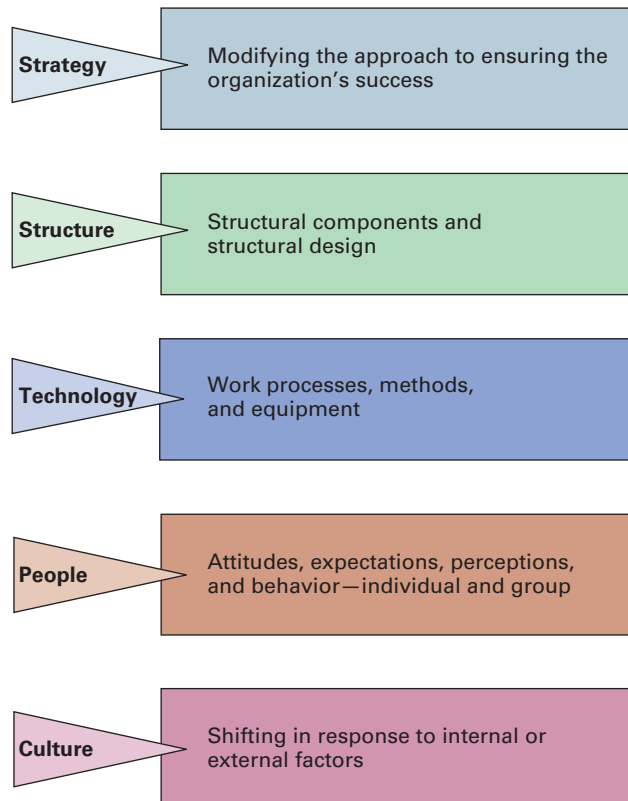 Strategy
Modifying the approach to ensuring the
organization’s success
Structure
Structural components and
structural design
Technology
Work processes, methods,
and equipment
People
Attitudes, expectations, perceptions,
and behavior—individual and group
Culture
Shifting in response to internal or
external factors